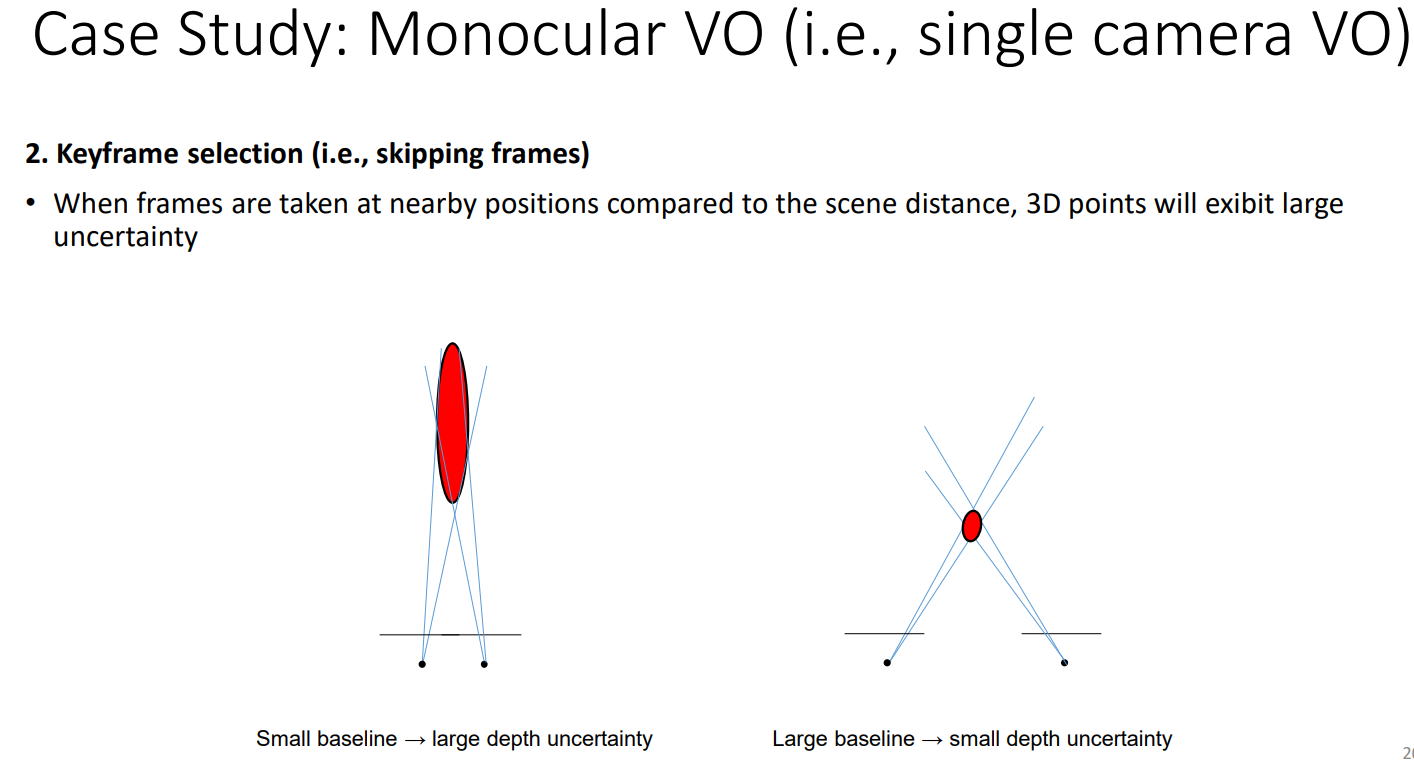 Case Study: Monocular VO (i.e., single camera VO)
2. Keyframe selection (i.e., skipping frames)
• When frames are taken at nearby positions compared to the scene distance, 3D points will exibit large
uncertainty
Small baseline → large depth uncertainty
Large baseline → small depth uncertainty